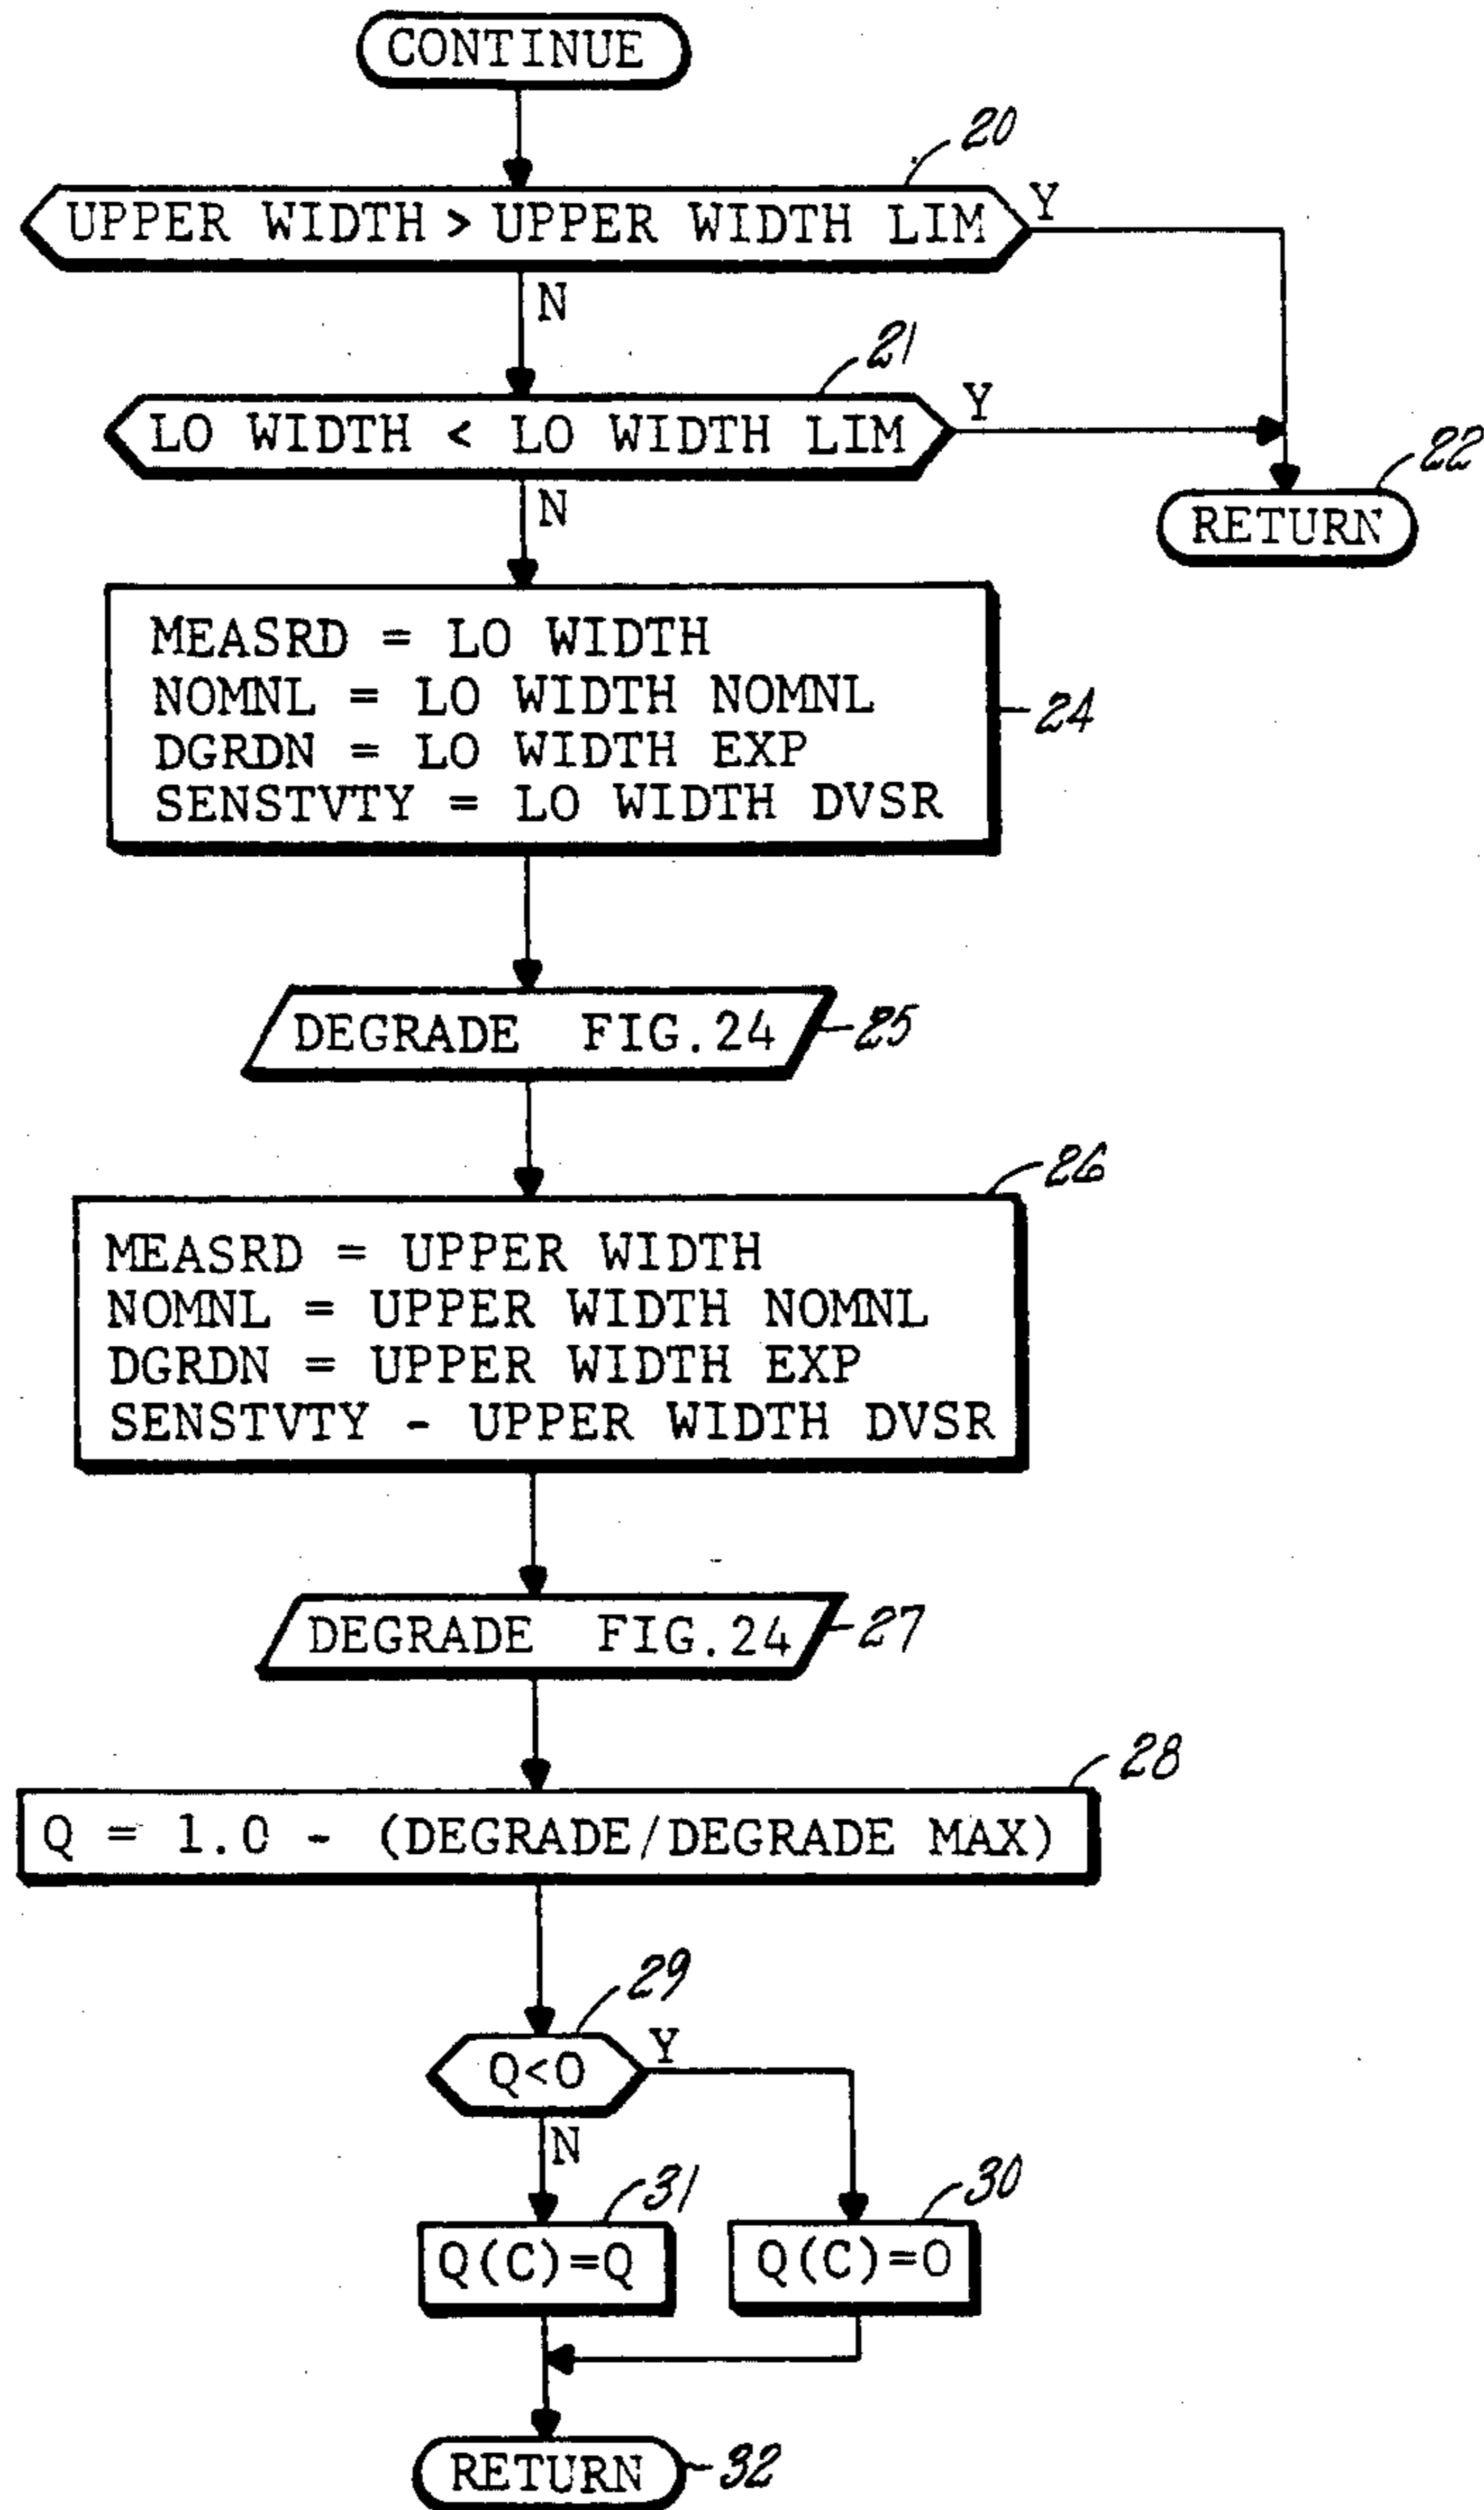 CONTINUE
20
UPPER WIDTH > UPPER WIDTH LIM
Y
N
21
LO WIDTH < LO WIDTH LIM
Y
22
N
RETURN
MEASRD = LO WIDTH
NOMNL = LO WIDTH NOMNL
DGRDN = LO WIDTH EXP
SENSTVTY = LO WIDTH DVSR
24
DEGRADE FIG.24
25
26
MEASRD = UPPER WIDTH
NOMNL = UPPER WIDTH NOMNL
DGRDN = UPPER WIDTH EXP
SENSTVTY - UPPER WIDTH DVSR
DEGRADE FIG.24
27
28
Q = 1.0 - (DEGRADE/DEGRADE MAX)
29
Q<0
Y
N
31
30
Q(C)=Q
Q(C)=0
RETURN
32